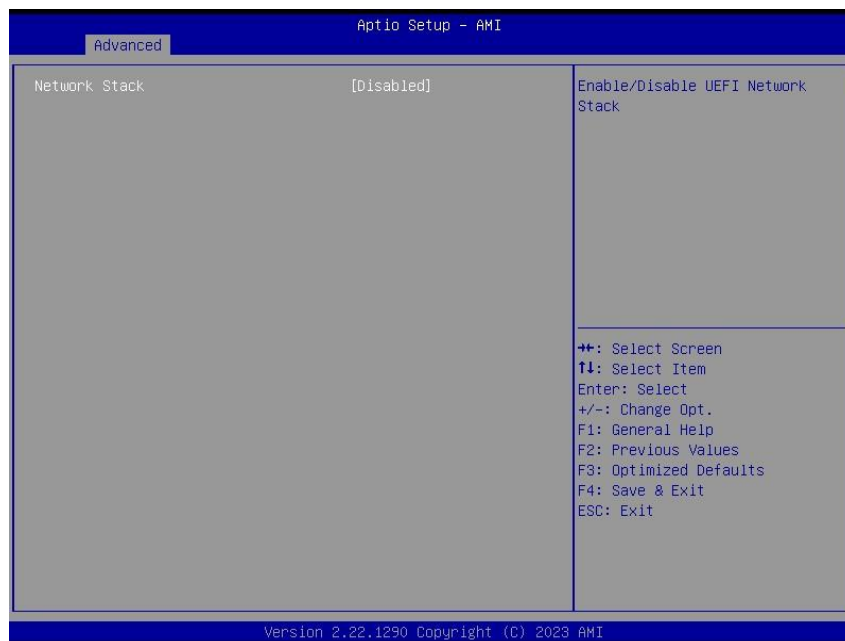 Aptio Setup – AMI
Advanced
Network Stack [Disabled]
Enable/Disable UEFI Network
Stack
→←: Select Screen
↑↓: Select Item
Enter: Select
+/-: Change Opt.
F1: General Help
F2: Previous Values
F3: Optimized Defaults
F4: Save & Exit
ESC: Exit
Version 2.22.1290 Copyright (C) 2023 AMI